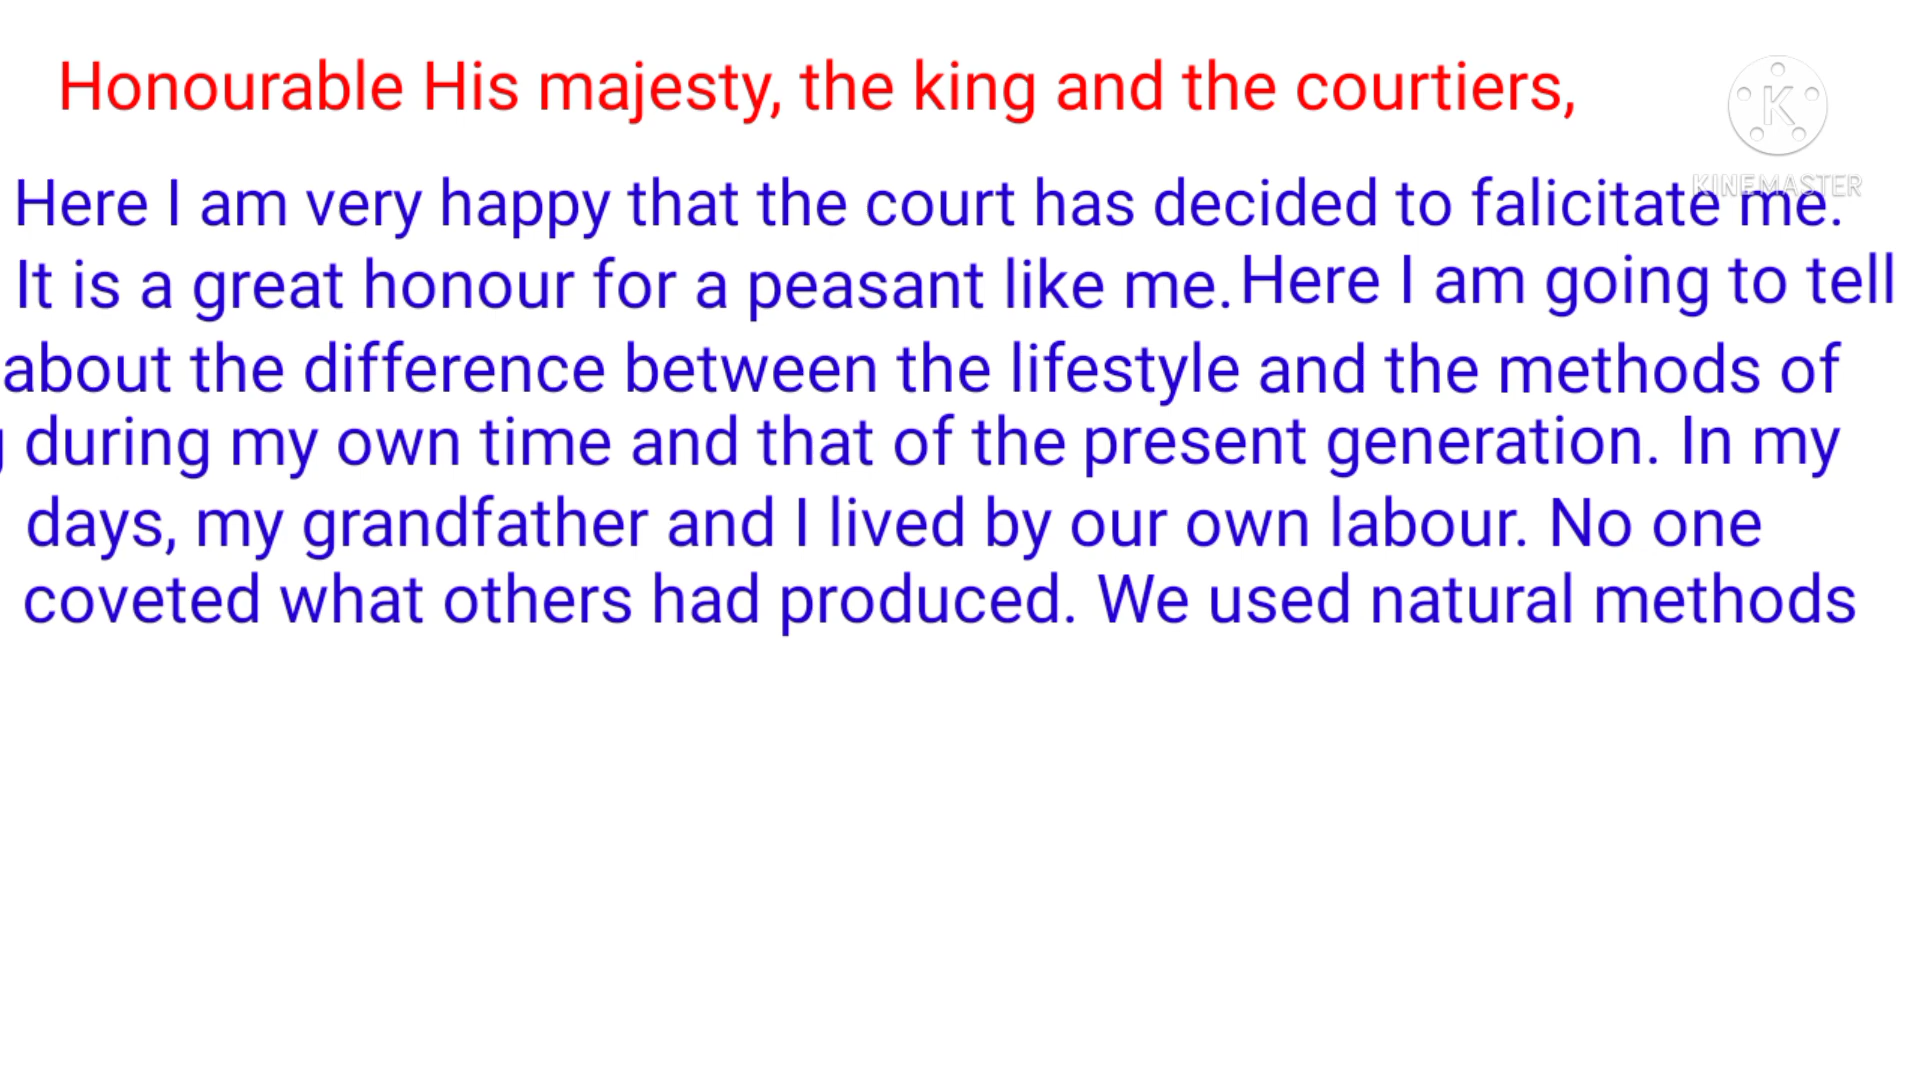 Honourable His majesty, the king and the courtiers,
K
KINEMASTER
Here I am very happy that the court has decided to falicitate me.
It is a great honour for a peasant like me. Here I am going to tell
about the difference between the lifestyle and the methods of
during my own time and that of the present generation. In my
days, my grandfather and I lived by our own labour. No one
coveted what others had produced. We used natural methods